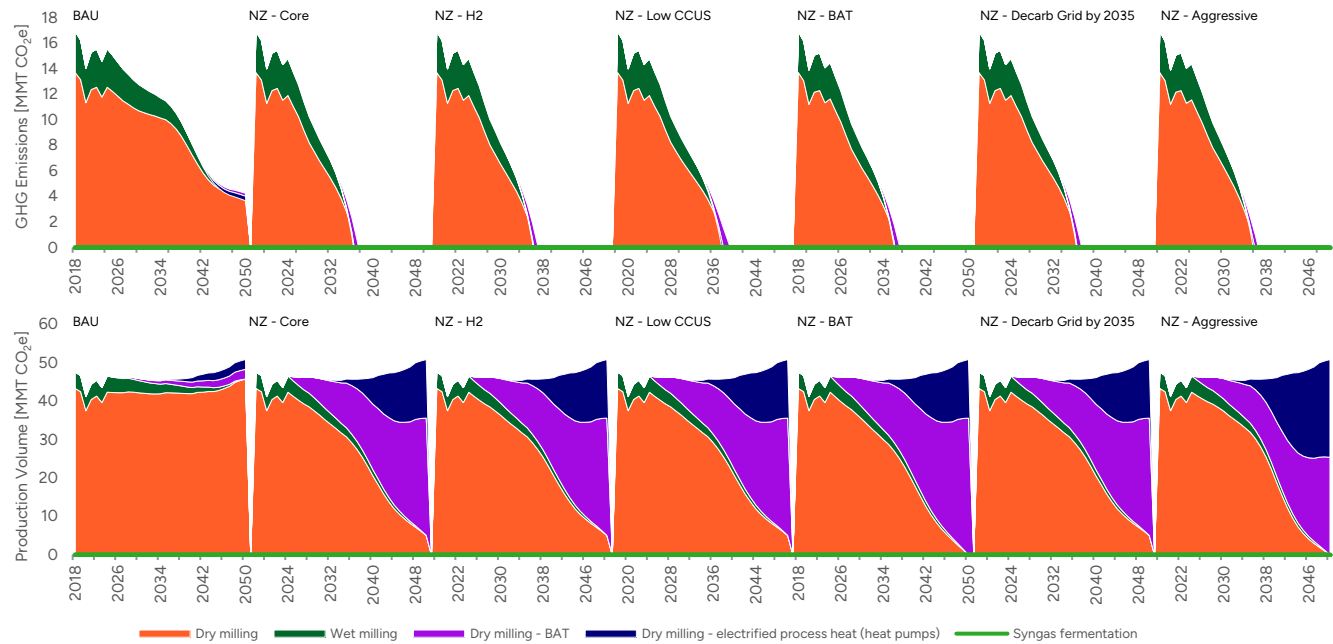 BAU NZ - Core NZ - H2 NZ - Low CCUS NZ - BAT NZ - Decarb Grid by 2035 NZ - Aggressive
GHG Emissions [MMT CO₂e]
18
16
14
12
10
8
6
4
2
0
2018 2026 2034 2042 2050 2024 2032 2040 2048 2022 2030 2038 2046 2020 2028 2036 2044 2018 2026 2034 2042 2050 2024 2032 2040 2048 2022 2030 2038 2046
BAU NZ - Core NZ - H2 NZ - Low CCUS NZ - BAT NZ - Decarb Grid by 2035 NZ - Aggressive
Production Volume [MMT CO₂e]
60
50
40
30
20
10
0
2018 2026 2034 2042 2050 2024 2032 2040 2048 2022 2030 2038 2046 2020 2028 2036 2044 2018 2026 2034 2042 2050 2024 2032 2040 2048 2022 2030 2038 2046
Dry milling Wet milling Dry milling - BAT Dry milling - electrified process heat (heat pumps) Syngas fermentation